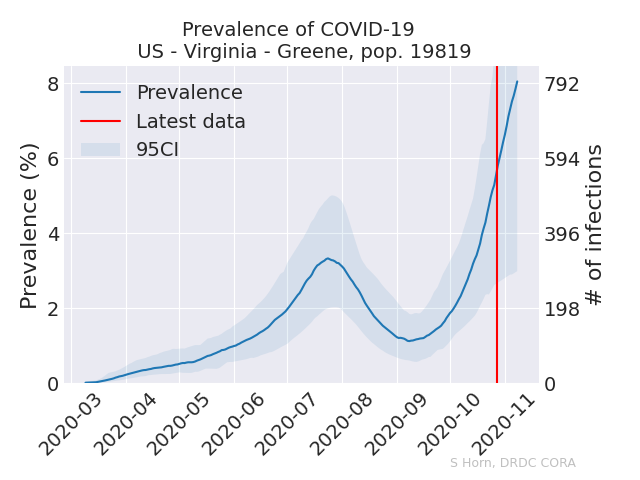 Prevalence of COVID-19
US - Virginia - Greene, pop. 19819
Prevalence
Latest data
95CI
Prevalence (%)
8
6
4
2
0
792
594
396
198
0
# of infections
2020-03
2020-04
2020-05
2020-06
2020-07
2020-08
2020-09
2020-10
2020-11
S Horn, DRDC CORA